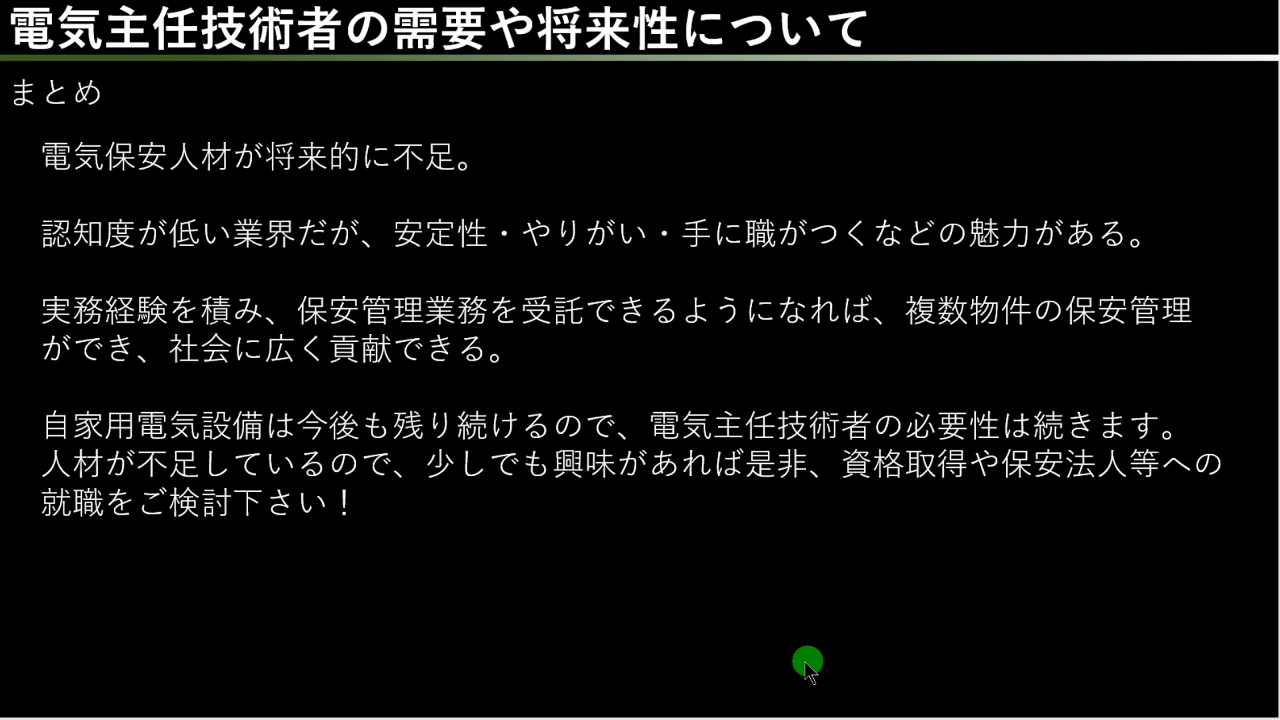 電気主任技術者の需要や将来性について
まとめ
電気保安人材が将来的に不足。
認知度が低い業界だが、安定性・やりがい・手に職がつくなどの魅力がある。
実務経験を積み、保安管理業務を受託できるようになれば、複数物件の保安管理
ができ、社会に広く貢献できる。
自家用電気設備は今後も残り続けるので、電気主任技術者の必要性は続きます。
人材が不足しているので、少しでも興味があれば是非、資格取得や保安法人等への
就職をご検討下さい！